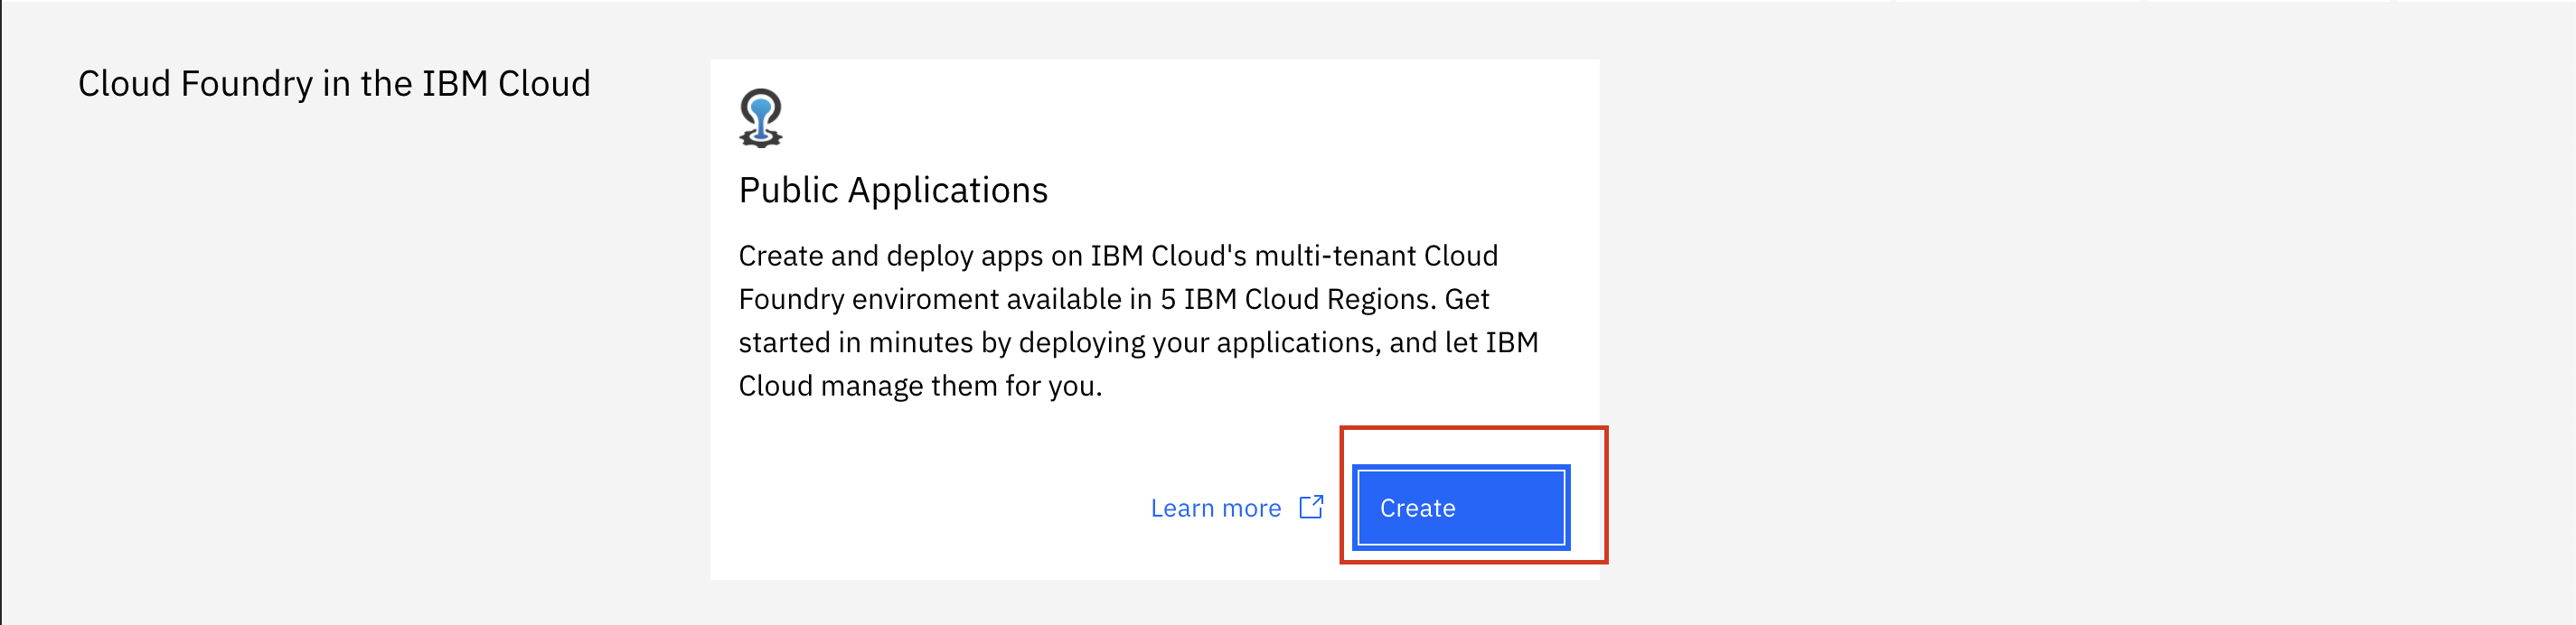 Cloud Foundry in the IBM Cloud
Public Applications
Create and deploy apps on IBM Cloud's multi-tenant Cloud
Foundry enviroment available in 5 IBM Cloud Regions. Get
started in minutes by deploying your applications, and let IBM
Cloud manage them for you.
Learn more
Create